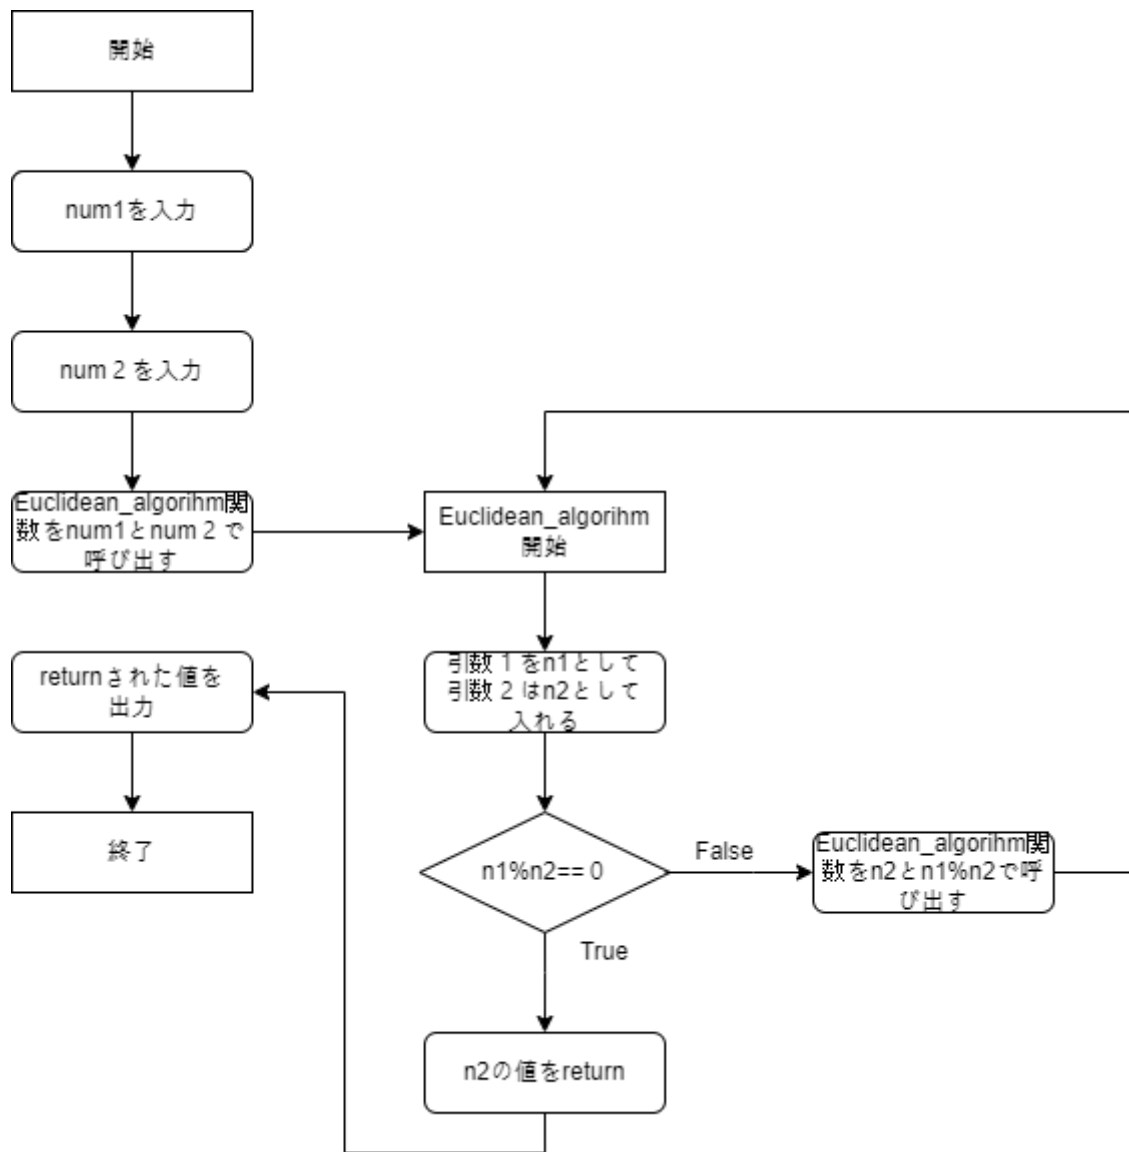 開始
num1を入力
num２を入力
Euclidean_algorihm関
数をnum1とnum２で
呼び出す
Euclidean_algorihm
開始
returnされた値を
出力
引数１をn1として
引数２はn2として
入れる
終了
n1%n2== 0
False
Euclidean_algorihm関
数をn2とn1%n2で呼
び出す
True
n2の値をreturn